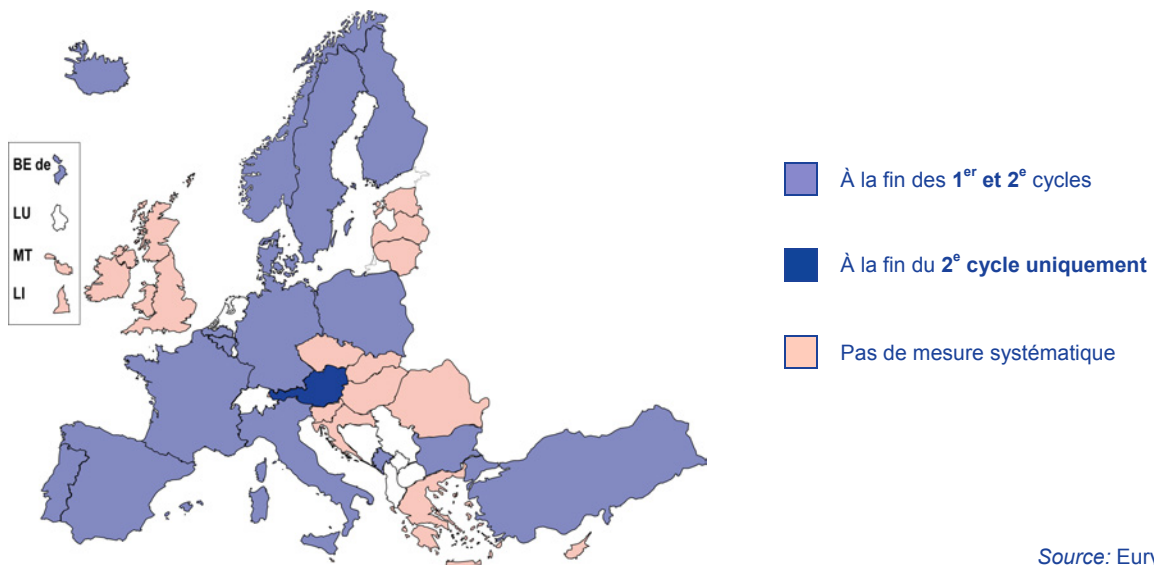 BE de
LU
MT
LI
À la fin des 1er et 2e cycles
À la fin du 2e cycle uniquement
Pas de mesure systématique
Source: